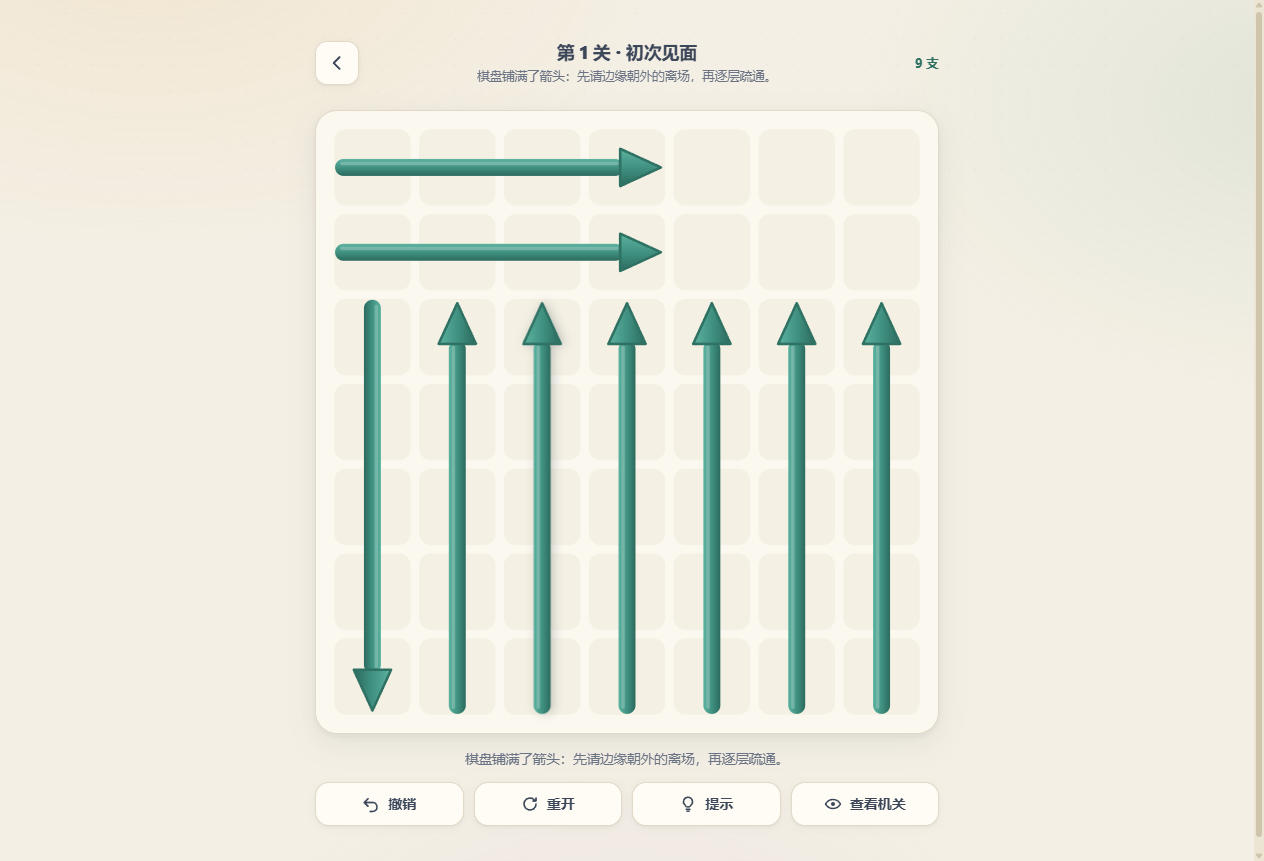 第 1 关 · 初次见面
棋盘铺满了箭头：先请边缘朝外的离场，再逐层疏通。
9 支
棋盘铺满了箭头：先请边缘朝外的离场，再逐层疏通。
撤销
重开
提示
查看机关